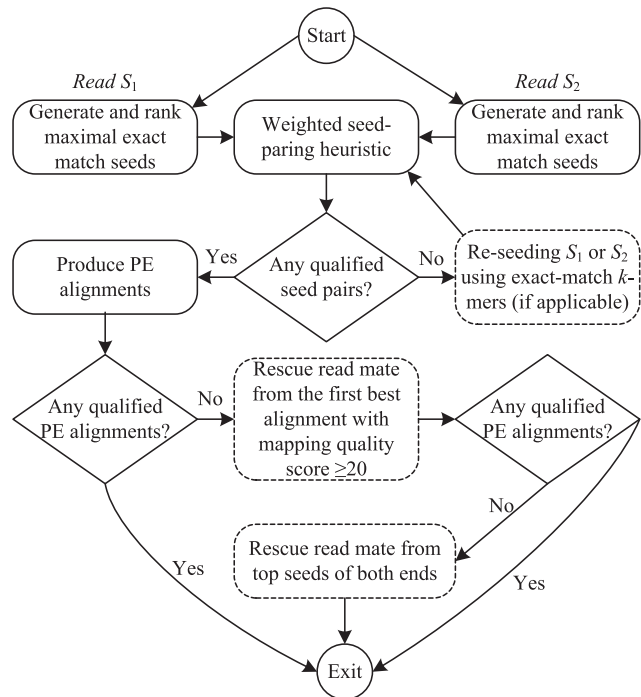 Start
Read S₁
Read S₂
Generate and rank
maximal exact
match seeds
Weighted seed-
paring heuristic
Generate and rank
maximal exact
match seeds
Produce PE
alignments
Yes
Any qualified
seed pairs?
No
Re-seeding S₁ or S₂
using exact-match k-
mers (if applicable)
Any qualified
PE alignments?
No
Rescue read mate
from the first best
alignment with
mapping quality
score ≥20
Any qualified
PE alignments?
No
Rescue read mate from
top seeds of both ends
Yes
Yes
Exit